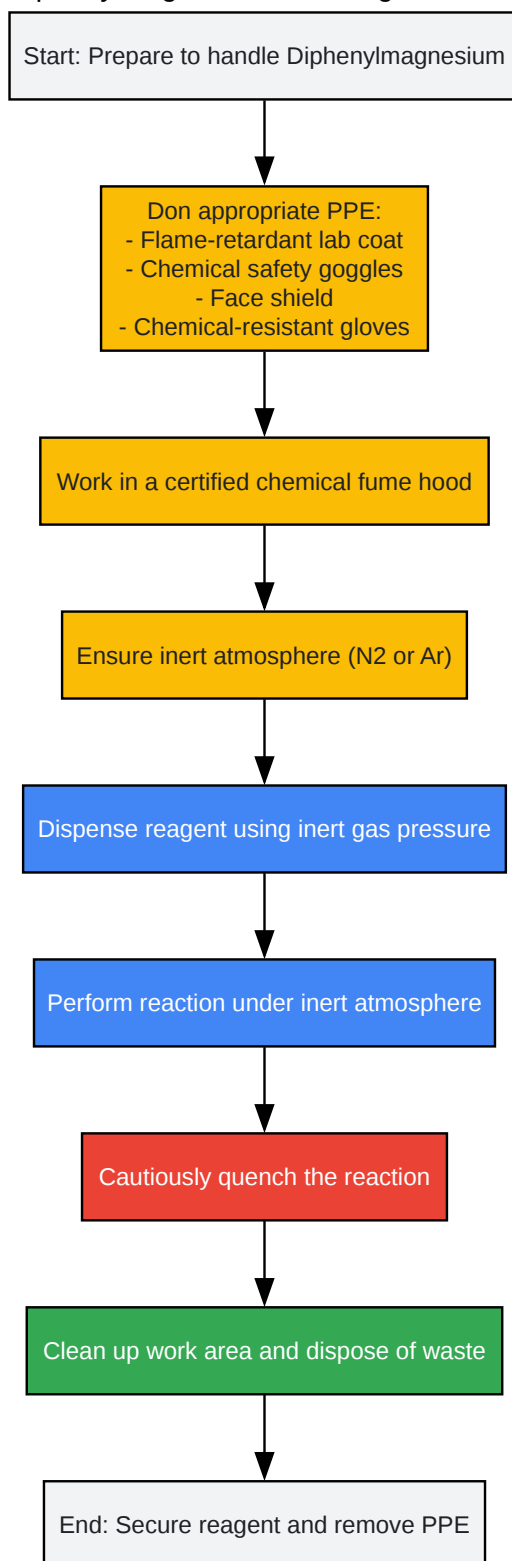 Start: Prepare to handle Diphenylmagnesium
Don appropriate PPE:
- Flame-retardant lab coat
- Chemical safety goggles
- Face shield
- Chemical-resistant gloves
Work in a certified chemical fume hood
Ensure inert atmosphere (N2 or Ar)
Dispense reagent using inert gas pressure
Perform reaction under inert atmosphere
Cautiously quench the reaction
Clean up work area and dispose of waste
End: Secure reagent and remove PPE